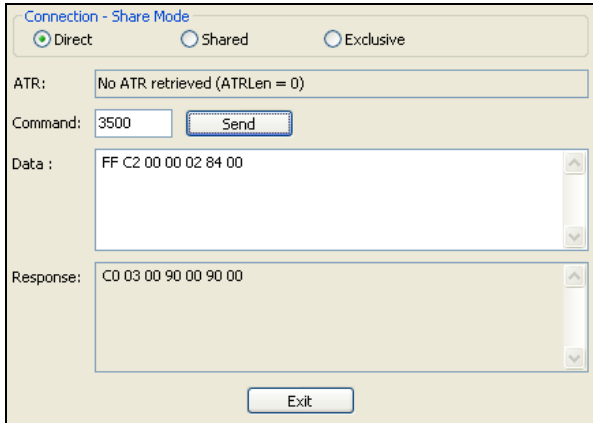 Connection - Share Mode
Direct Shared Exclusive
ATR: No ATR retrieved (ATRLen = 0)
Command: 3500 Send
Data : FF C2 00 00 02 84 00
Response: C0 03 00 90 00 90 00
Exit